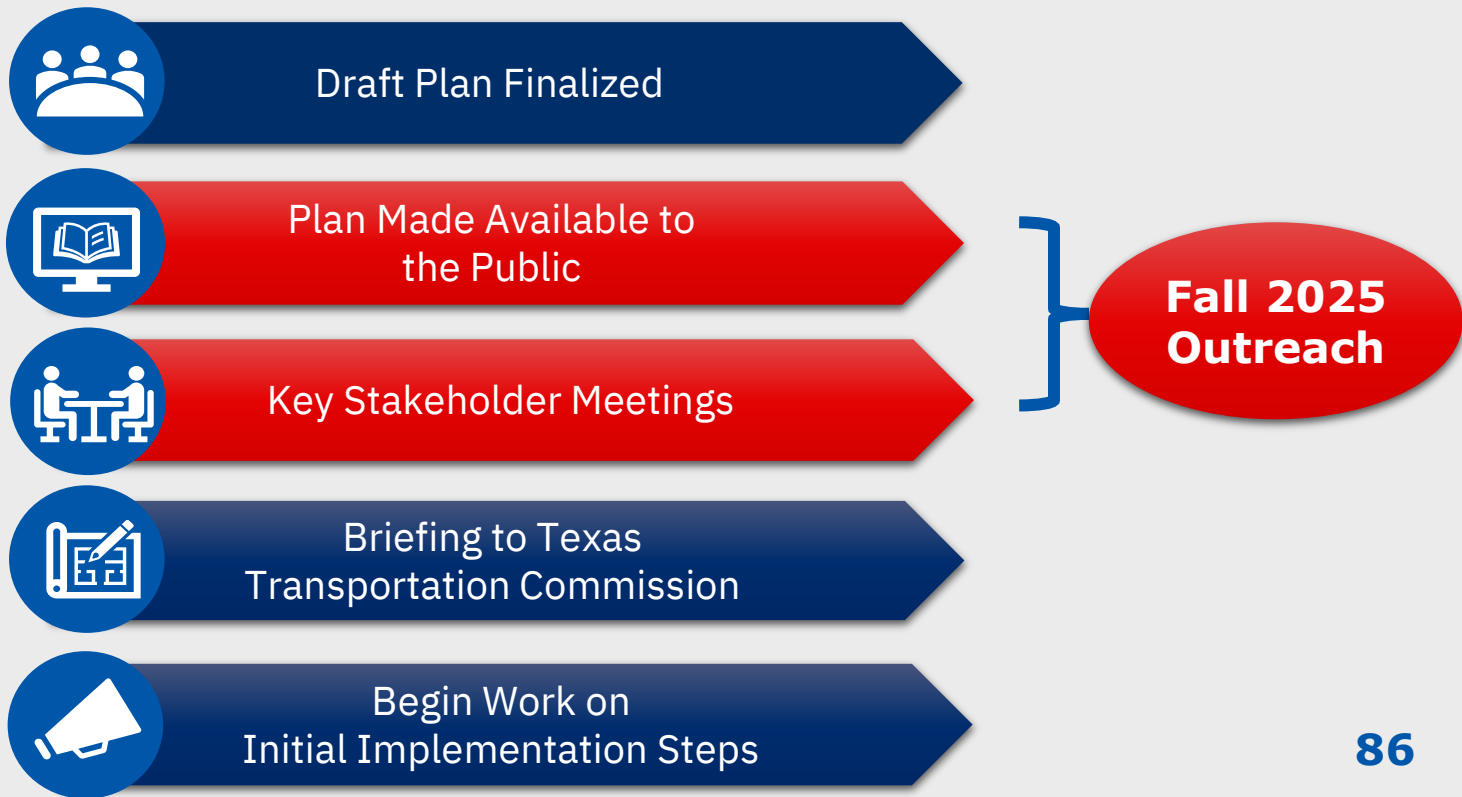 Draft Plan Finalized
Plan Made Available to
the Public
Key Stakeholder Meetings
Fall 2025
Outreach
Briefing to Texas
Transportation Commission
Begin Work on
Initial Implementation Steps
86